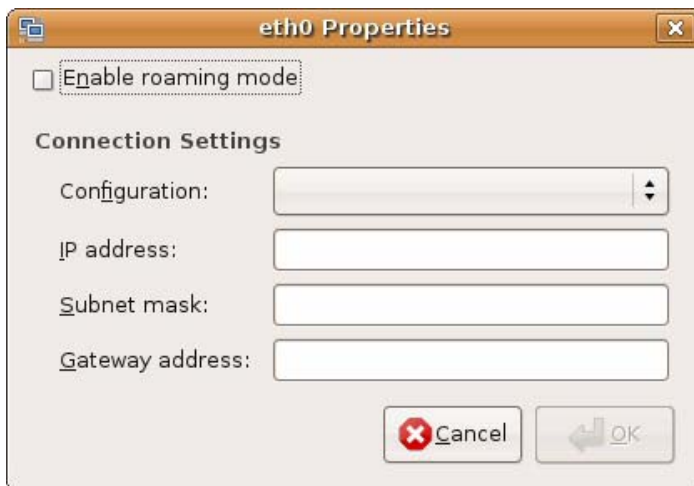 eth0 Properties
Enable roaming mode
Connection Settings
Configuration:
IP address:
Subnet mask:
Gateway address:
Cancel
OK